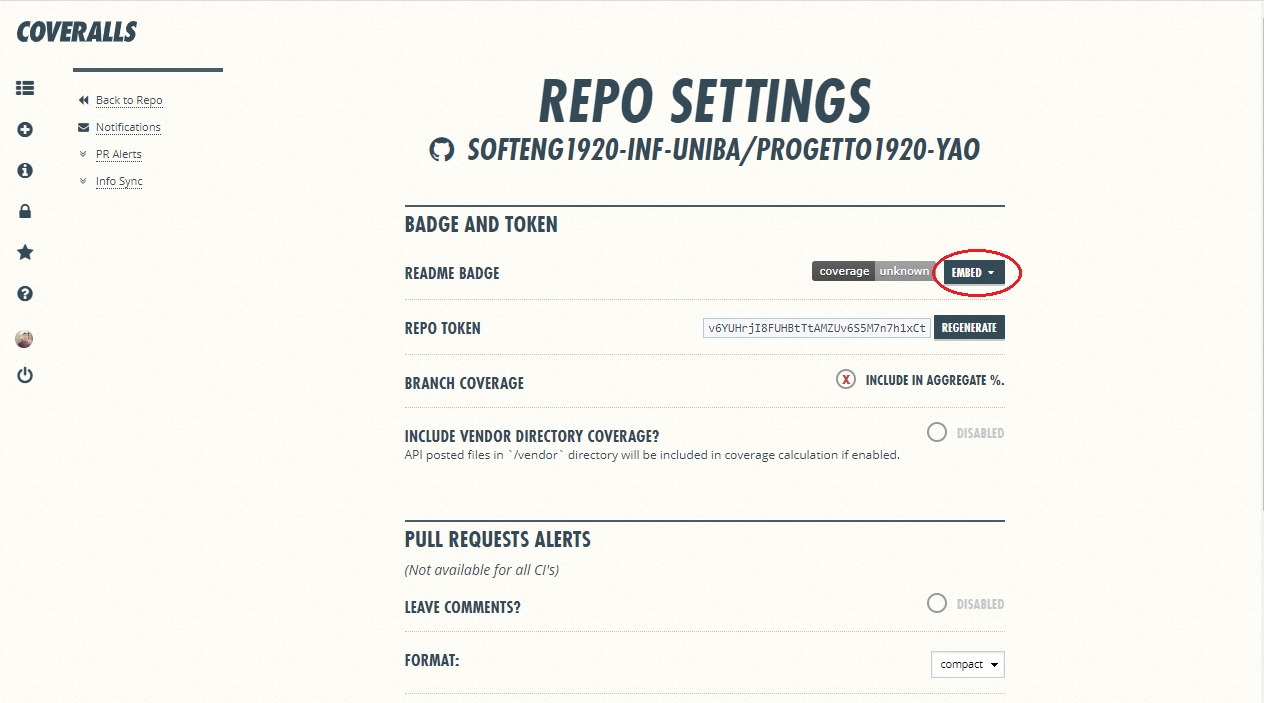 COVERALLS
Back to Repo
Notifications
PR Alerts
Info Sync
REPO SETTINGS
SOFTENG1920-INF-UNIBA/PROGETTO1920-YAO
BADGE AND TOKEN
README BADGE
coverage unknown
EMBED
REPO TOKEN
v6YUHrjI8FUHBtTtAMZUv6S5M7n7h1xCt
REGENERATE
BRANCH COVERAGE
X INCLUDE IN AGGREGATE %.
INCLUDE VENDOR DIRECTORY COVERAGE?
DISABLED
API posted files in `/vendor` directory will be included in coverage calculation if enabled.
PULL REQUESTS ALERTS
(Not available for all CI's)
LEAVE COMMENTS?
DISABLED
FORMAT:
compact